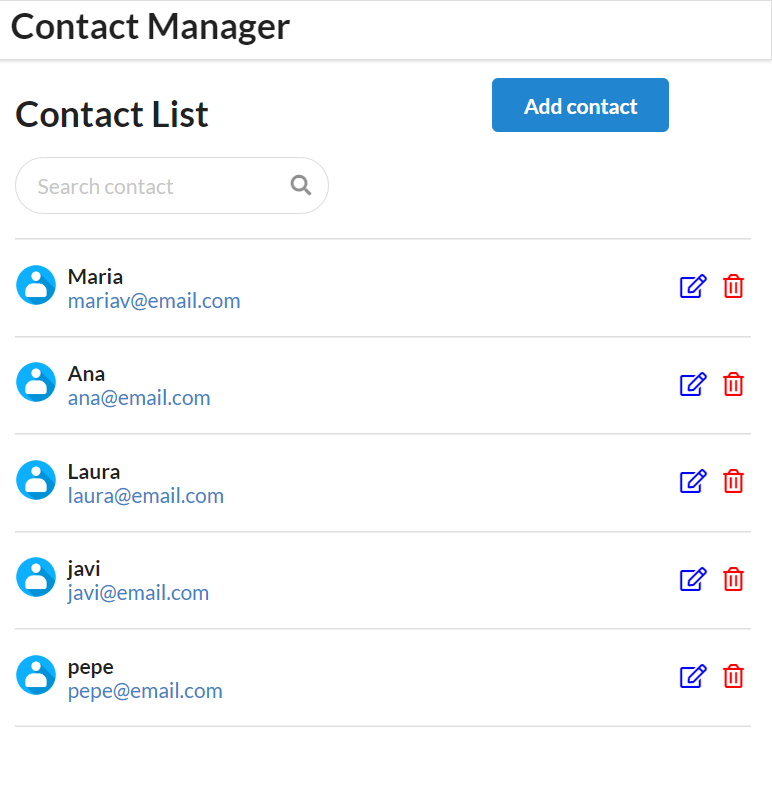 Contact Manager
Contact List
Add contact
Search contact
Maria
mariav@email.com
Ana
ana@email.com
Laura
laura@email.com
javi
javi@email.com
pepe
pepe@email.com